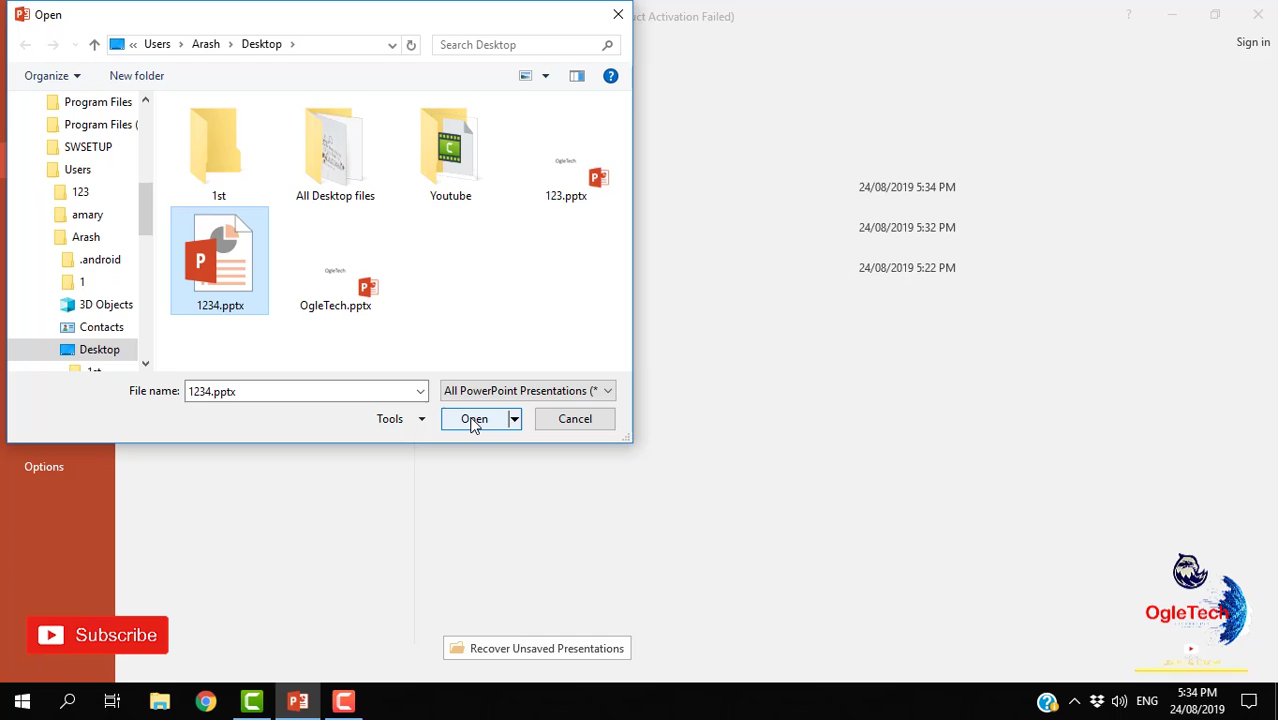 Open
uct Activation Failed)
Sign in
Users
Arash
Desktop
Search Desktop
Organize
New folder
Program Files
Program Files (
SWSETUP
Users
123
amary
Arash
.android
1
3D Objects
Contacts
Desktop
1st
1st
All Desktop files
Youtube
OgleTech
123.pptx
1234.pptx
OgleTech
OgleTech.pptx
24/08/2019 5:34 PM
24/08/2019 5:32 PM
24/08/2019 5:22 PM
File name:
1234.pptx
All PowerPoint Presentations (*
Tools
Open
Cancel
Options
Recover Unsaved Presentations
Subscribe
OgleTech
ENG
5:34 PM
24/08/2019